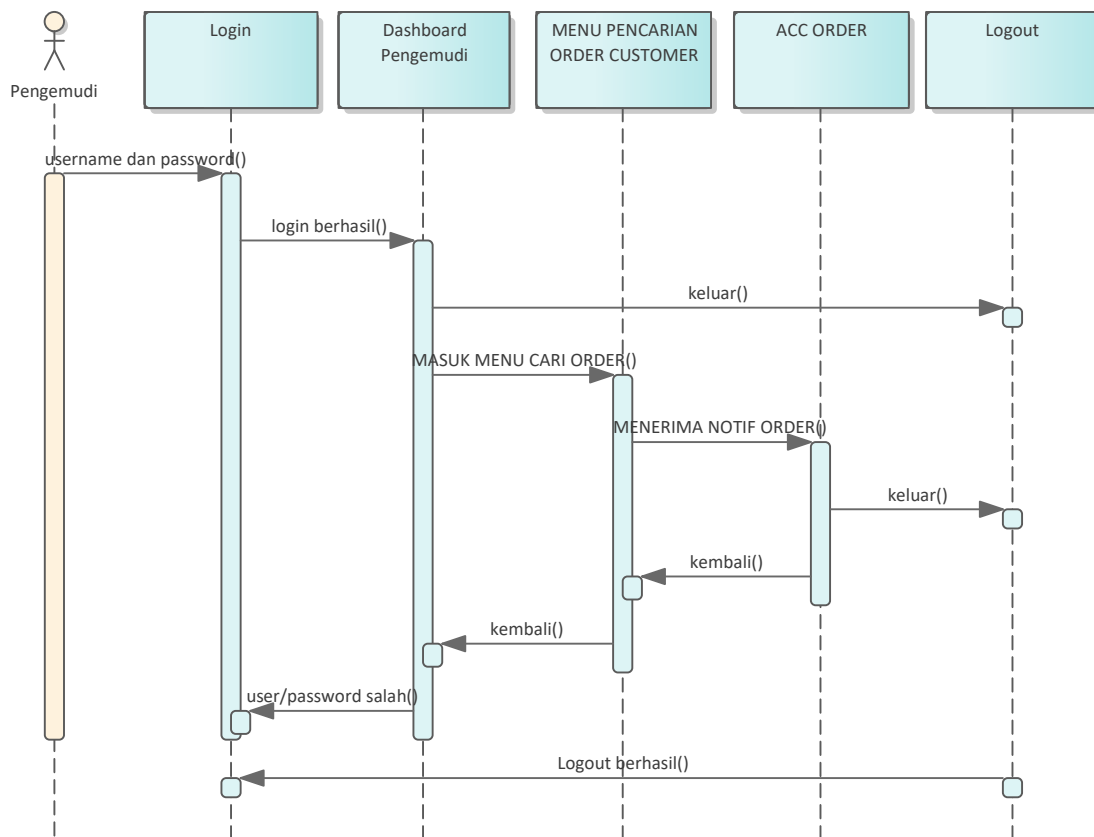 Pengemudi
Login
Dashboard
Pengemudi
MENU PENCARIAN
ORDER CUSTOMER
ACC ORDER
Logout
username dan password()
login berhasil()
keluar()
MASUK MENU CARI ORDER()
MENERIMA NOTIF ORDER()
keluar()
kembali()
kembali()
user/password salah()
Logout berhasil()